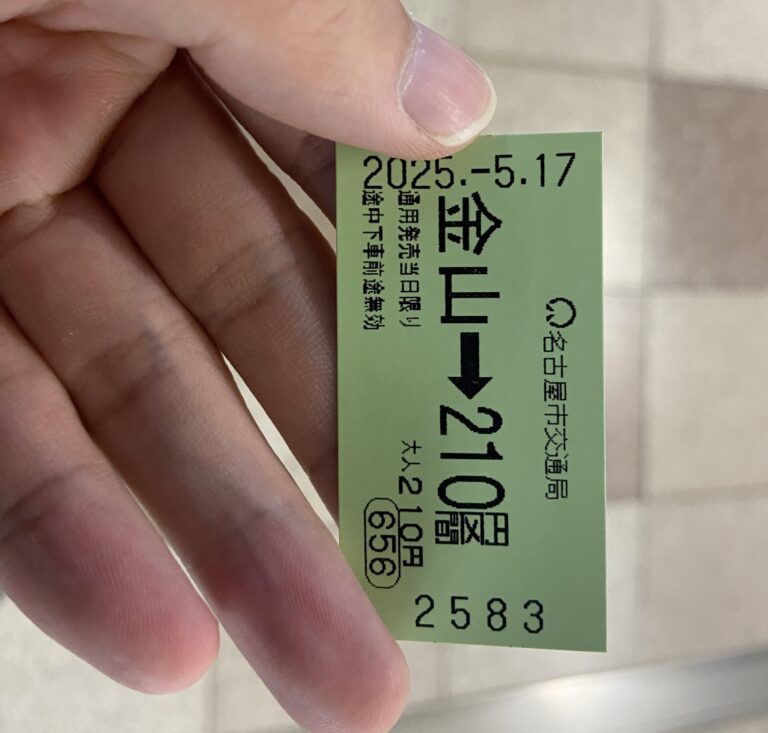 名古屋市交通局
金山➡210円区間
通用発売当日限り 大人210円
途中下車前途無効 656
2025.-5.17
2583